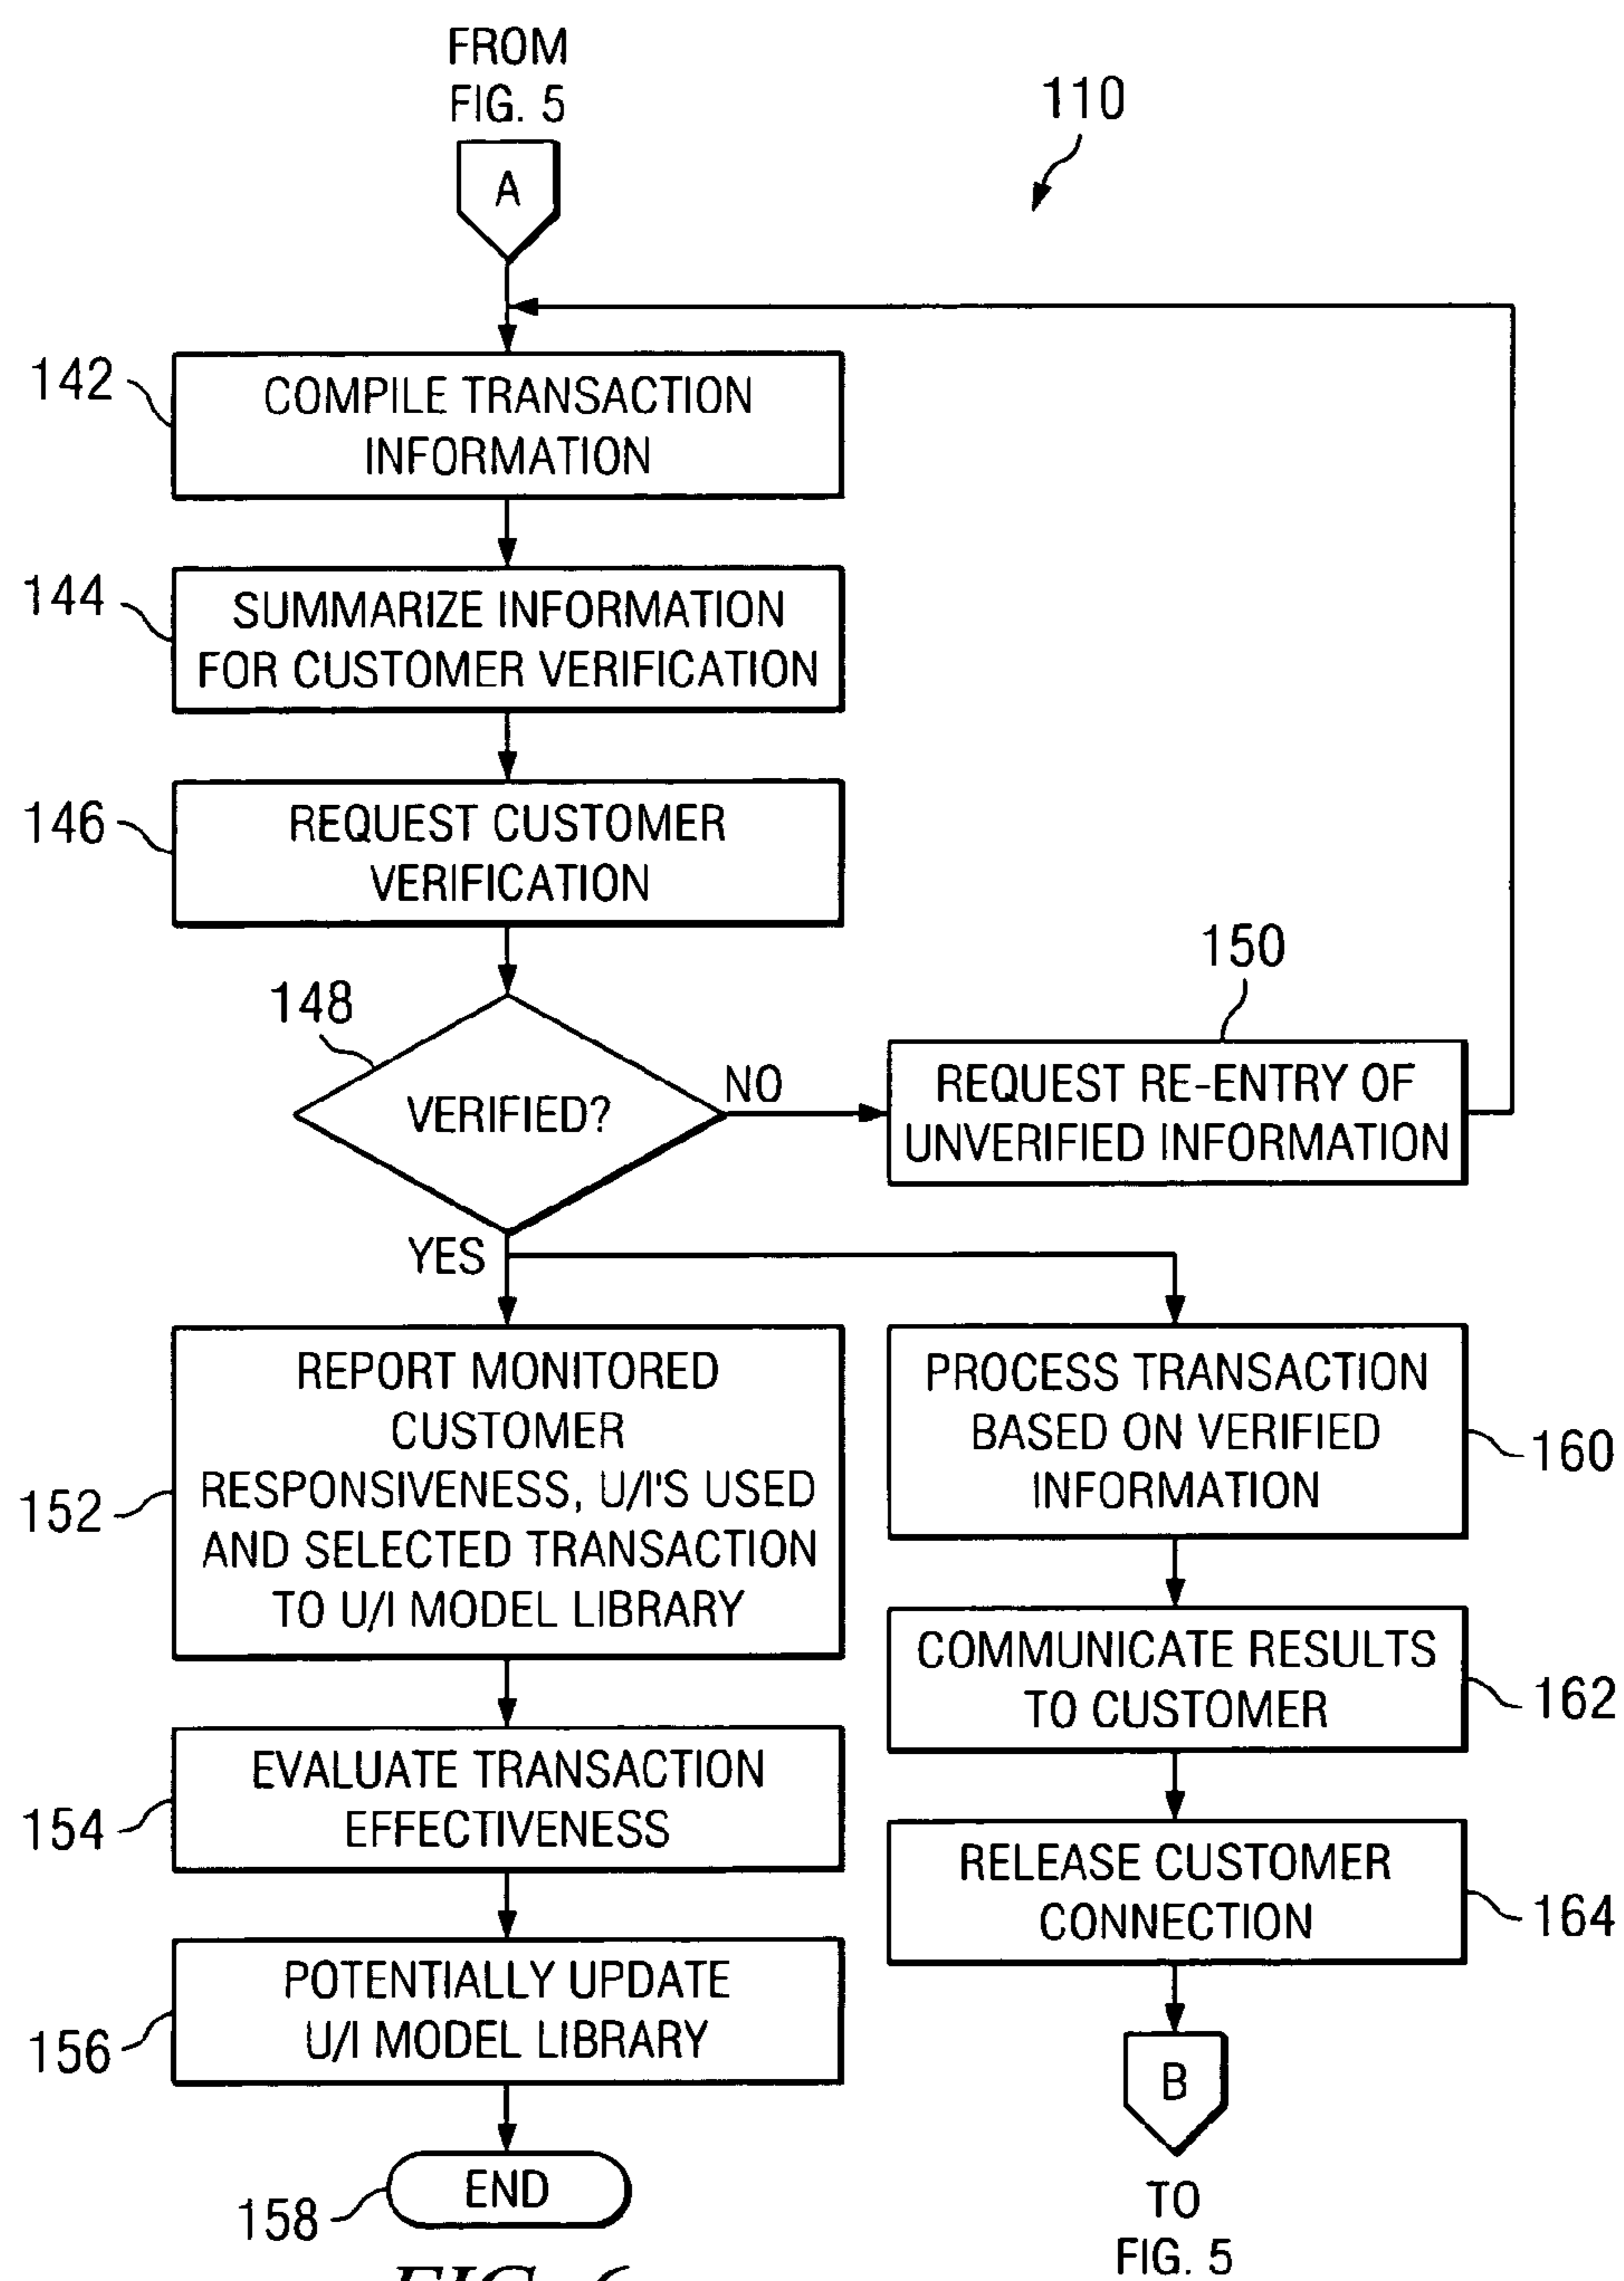 FROM
FIG. 5
110
A
142
COMPILE TRANSACTION
INFORMATION
144
SUMMARIZE INFORMATION
FOR CUSTOMER VERIFICATION
146
REQUEST CUSTOMER
VERIFICATION
148
VERIFIED?
NO
150
REQUEST RE-ENTRY OF
UNVERIFIED INFORMATION
YES
152
REPORT MONITORED
CUSTOMER
RESPONSIVENESS, U/I'S USED
AND SELECTED TRANSACTION
TO U/I MODEL LIBRARY
154
EVALUATE TRANSACTION
EFFECTIVENESS
156
POTENTIALLY UPDATE
U/I MODEL LIBRARY
158
END
PROCESS TRANSACTION
BASED ON VERIFIED
INFORMATION
160
COMMUNICATE RESULTS
TO CUSTOMER
162
RELEASE CUSTOMER
CONNECTION
164
B
TO
FIG. 5
FIG. 6